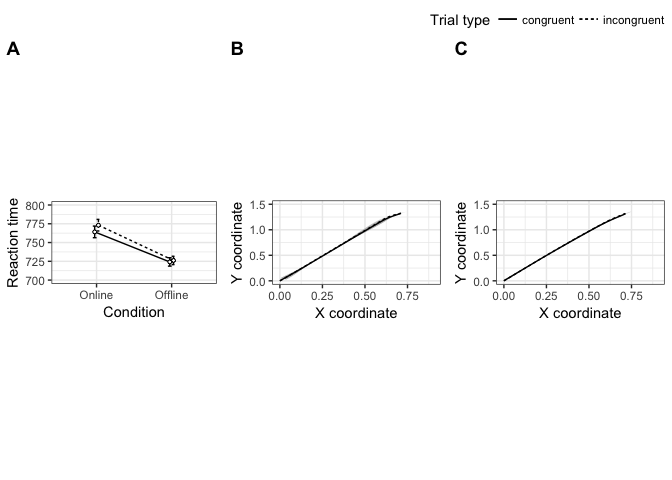 Trial type congruent incongruent
A B C
800
775
750
725
700
Reaction time
Online Offline
Condition
1.5
1.0
0.5
0.0
Y coordinate
0.00 0.25 0.50 0.75
X coordinate
1.5
1.0
0.5
0.0
Y coordinate
0.00 0.25 0.50 0.75
X coordinate